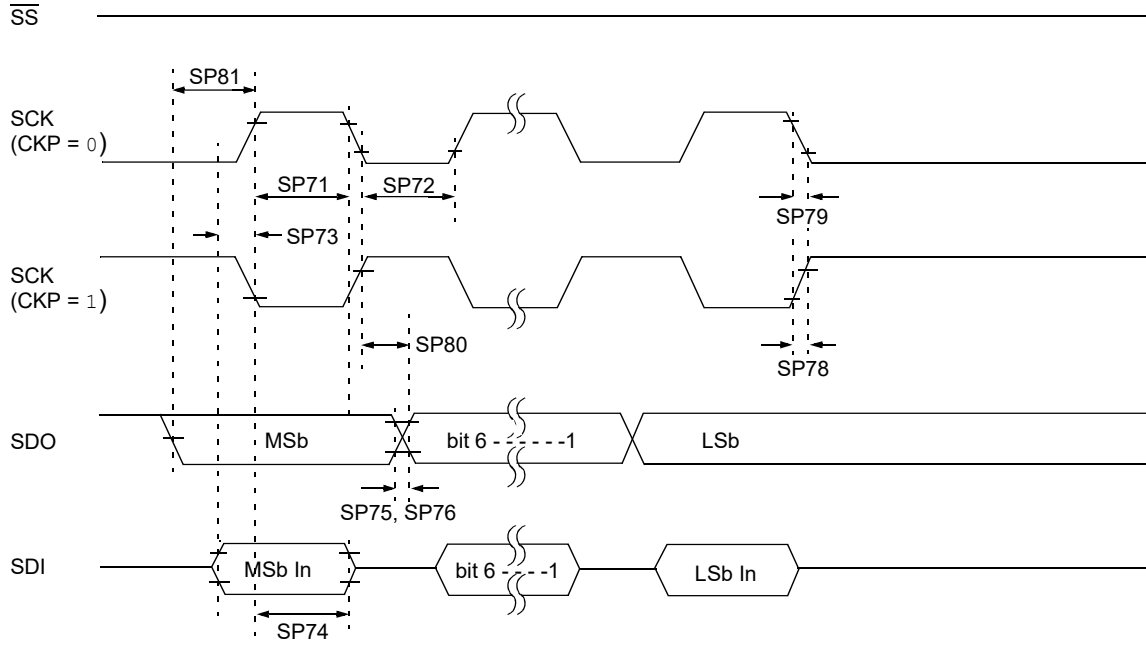 SS
SP81
SCK
(CKP = 0)
SP71
SP72
SP79
SP73
SCK
(CKP = 1)
SP80
SP78
SDO
MSb
bit 6 - - - - - - -1
LSb
SP75, SP76
SDI
MSb In
bit 6 - - - - -1
LSb In
SP74